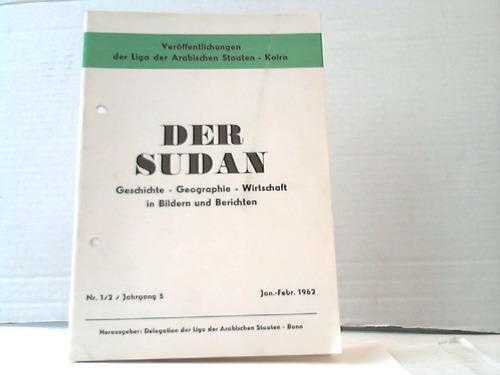 Veröffentlichungen
der Liga der Arabischen Staaten - Kairo
DER
SUDAN
Geschichte - Geographie - Wirtschaft
in Bildern und Berichten
Nr. 1/2 / Jahrgang 5 Jan.-Febr. 1962
Herausgeber: Delegation der Liga der Arabischen Staaten - Bonn